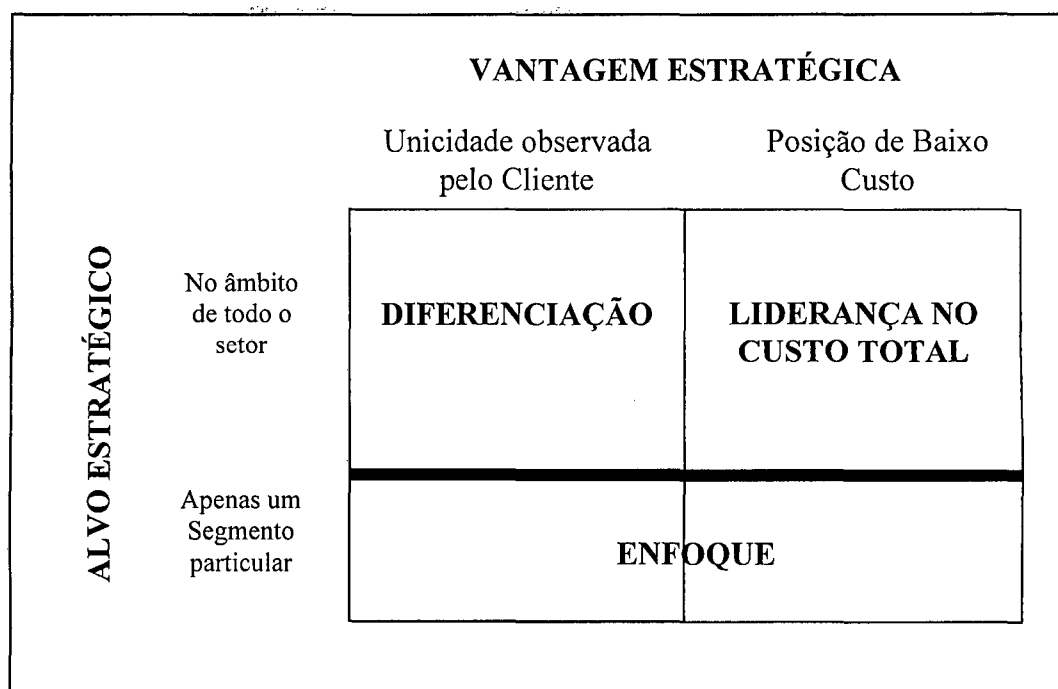 VANTAGEM ESTRATÉGICA
Unicidade observada
pelo Cliente
Posição de Baixo
Custo
ALVO ESTRATÉGICO
No âmbito
de todo o
setor
DIFERENCIAÇÃO
LIDERANÇA NO
CUSTO TOTAL
Apenas um
Segmento
particular
ENFOQUE